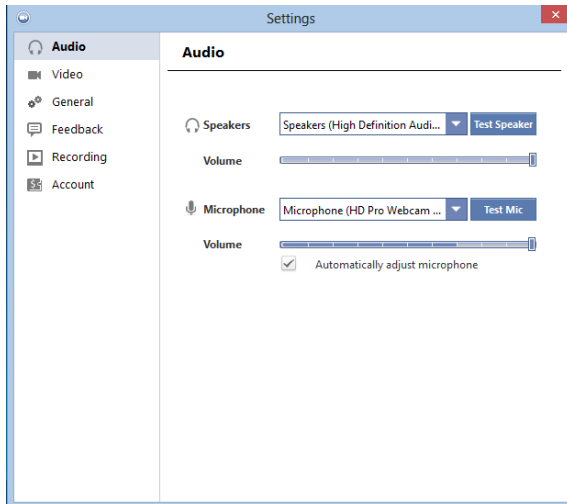 Settings
Audio
Video
General
Feedback
Recording
Account
Audio
Speakers
Speakers (High Definition Audi...
Test Speaker
Volume
Microphone
Microphone (HD Pro Webcam ...
Test Mic
Volume
Automatically adjust microphone